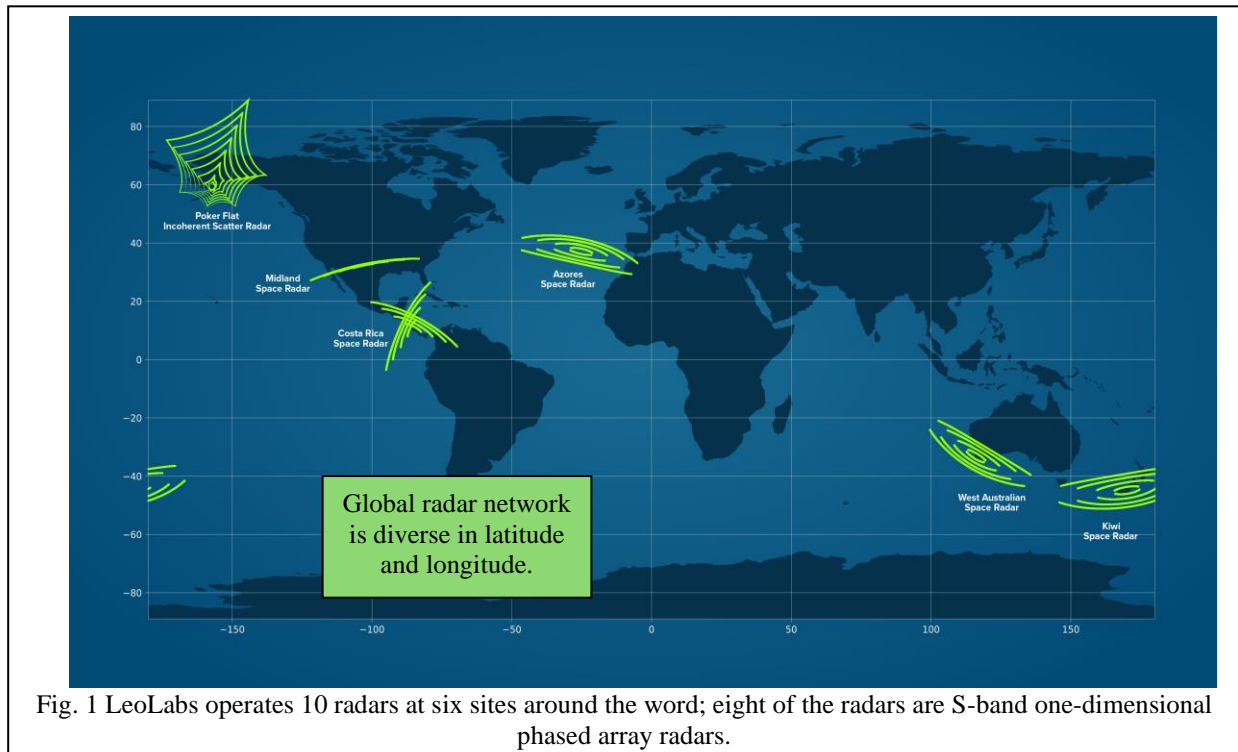 80
60
40
20
0
−20
−40
−60
−80
Poker Flat
Incoherent Scatter Radar
Midland
Space Radar
Costa Rica
Space Radar
Azores
Space Radar
West Australian
Space Radar
Kiwi
Space Radar
Global radar network
is diverse in latitude
and longitude.
−150
−100
−50
0
50
100
150
Fig. 1 LeoLabs operates 10 radars at six sites around the word; eight of the radars are S-band one-dimensional
phased array radars.